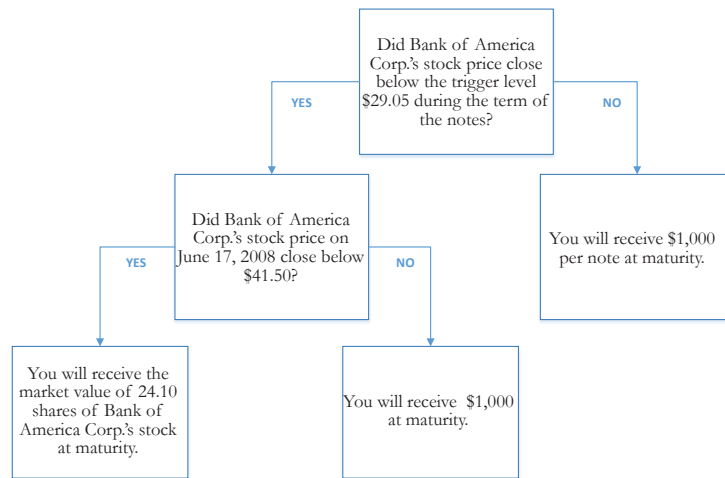 Did Bank of America
Corp.'s stock price close
below the trigger level
$29.05 during the term of
the notes?
YES
NO
Did Bank of America
Corp.'s stock price on
June 17, 2008 close below
$41.50?
You will receive $1,000
per note at maturity.
YES
NO
You will receive the
market value of 24.10
shares of Bank of
America Corp.'s stock
at maturity.
You will receive $1,000
at maturity.